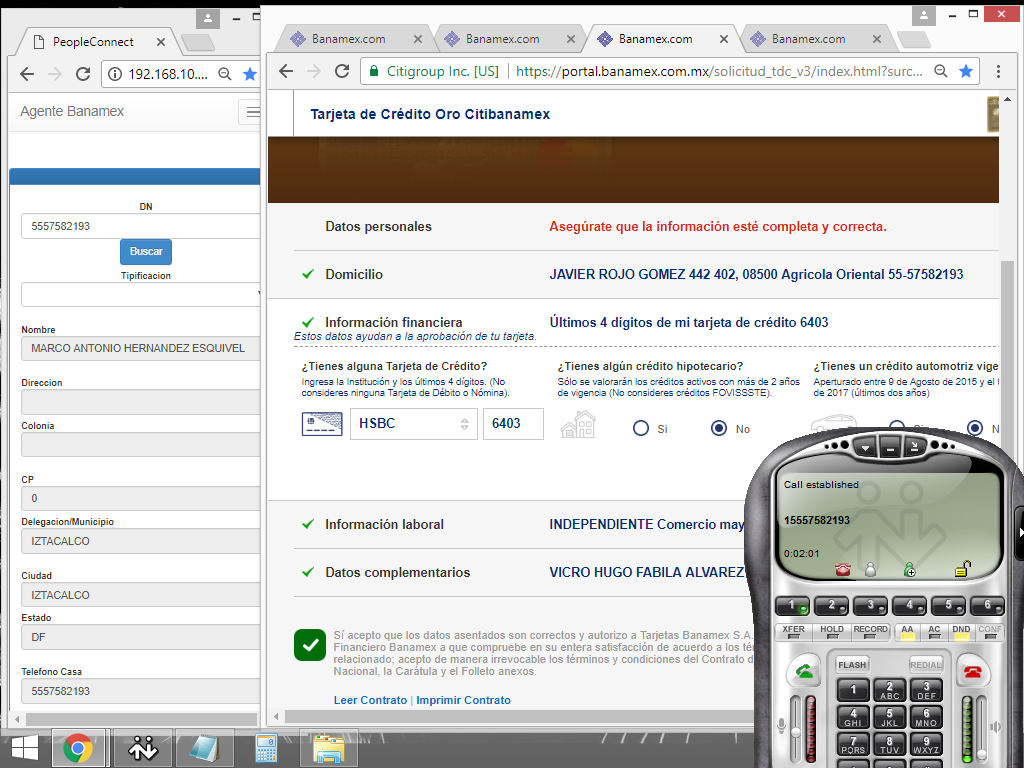 PeopleConnect
192.168.10....
Agente Banamex
DN
5557582193
Buscar
Tipificacion
Nombre
MARCO ANTONIO HERNANDEZ ESQUIVEL
Direccion
Colonia
CP
0
Delegacion/Municipio
IZTACALCO
Ciudad
IZTACALCO
Estado
DF
Telefono Casa
5557582193
Banamex.com
Banamex.com
Banamex.com
Banamex.com
Citigroup Inc. [US]
https://portal.banamex.com.mx/solicitud_tdc_v3/index.html?surc...
Tarjeta de Crédito Oro Citibanamex
Datos personales
Asegúrate que la información esté completa y correcta.
Domicilio
JAVIER ROJO GOMEZ 442 402, 08500 Agricola Oriental 55-57582193
Información financiera
Últimos 4 dígitos de mi tarjeta de crédito 6403
Estos datos ayudan a la aprobación de tu tarjeta.
¿Tienes alguna Tarjeta de Crédito?
Ingresa la Institución y los últimos 4 dígitos. (No
consideres ninguna Tarjeta de Débito o Nómina).
HSBC
6403
¿Tienes algún crédito hipotecario?
Sólo se valorarán los créditos activos con más de 2 años
de vigencia (No consideres créditos FOVISSSTE).
Si
No
¿Tienes un crédito automotriz vige
Aperturado entre 9 de Agosto de 2015 y el
de 2017 (últimos dos años)
Información laboral
INDEPENDIENTE Comercio may
Datos complementarios
VICRO HUGO FABILA ALVAREZ
Sí acepto que los datos asentados son correctos y autorizo a Tarjetas Banamex S.A.
Financiero Banamex a que compruebe en su entera satisfacción de acuerdo a los té
relacionado; acepto de manera irrevocable los términos y condiciones del Contrato d
Nacional, la Carátula y el Folleto anexos.
Leer Contrato | Imprimir Contrato
Call established
15557582193
0:02:01
1 2 3 4 5 6
XFER HOLD RECORD AA AC DND CONF
FLASH REDIAL
1 2 ABC 3 DEF
4 GHI 5 JKL 6 MNO
7 PQRS 8 TUV 9 WXYZ